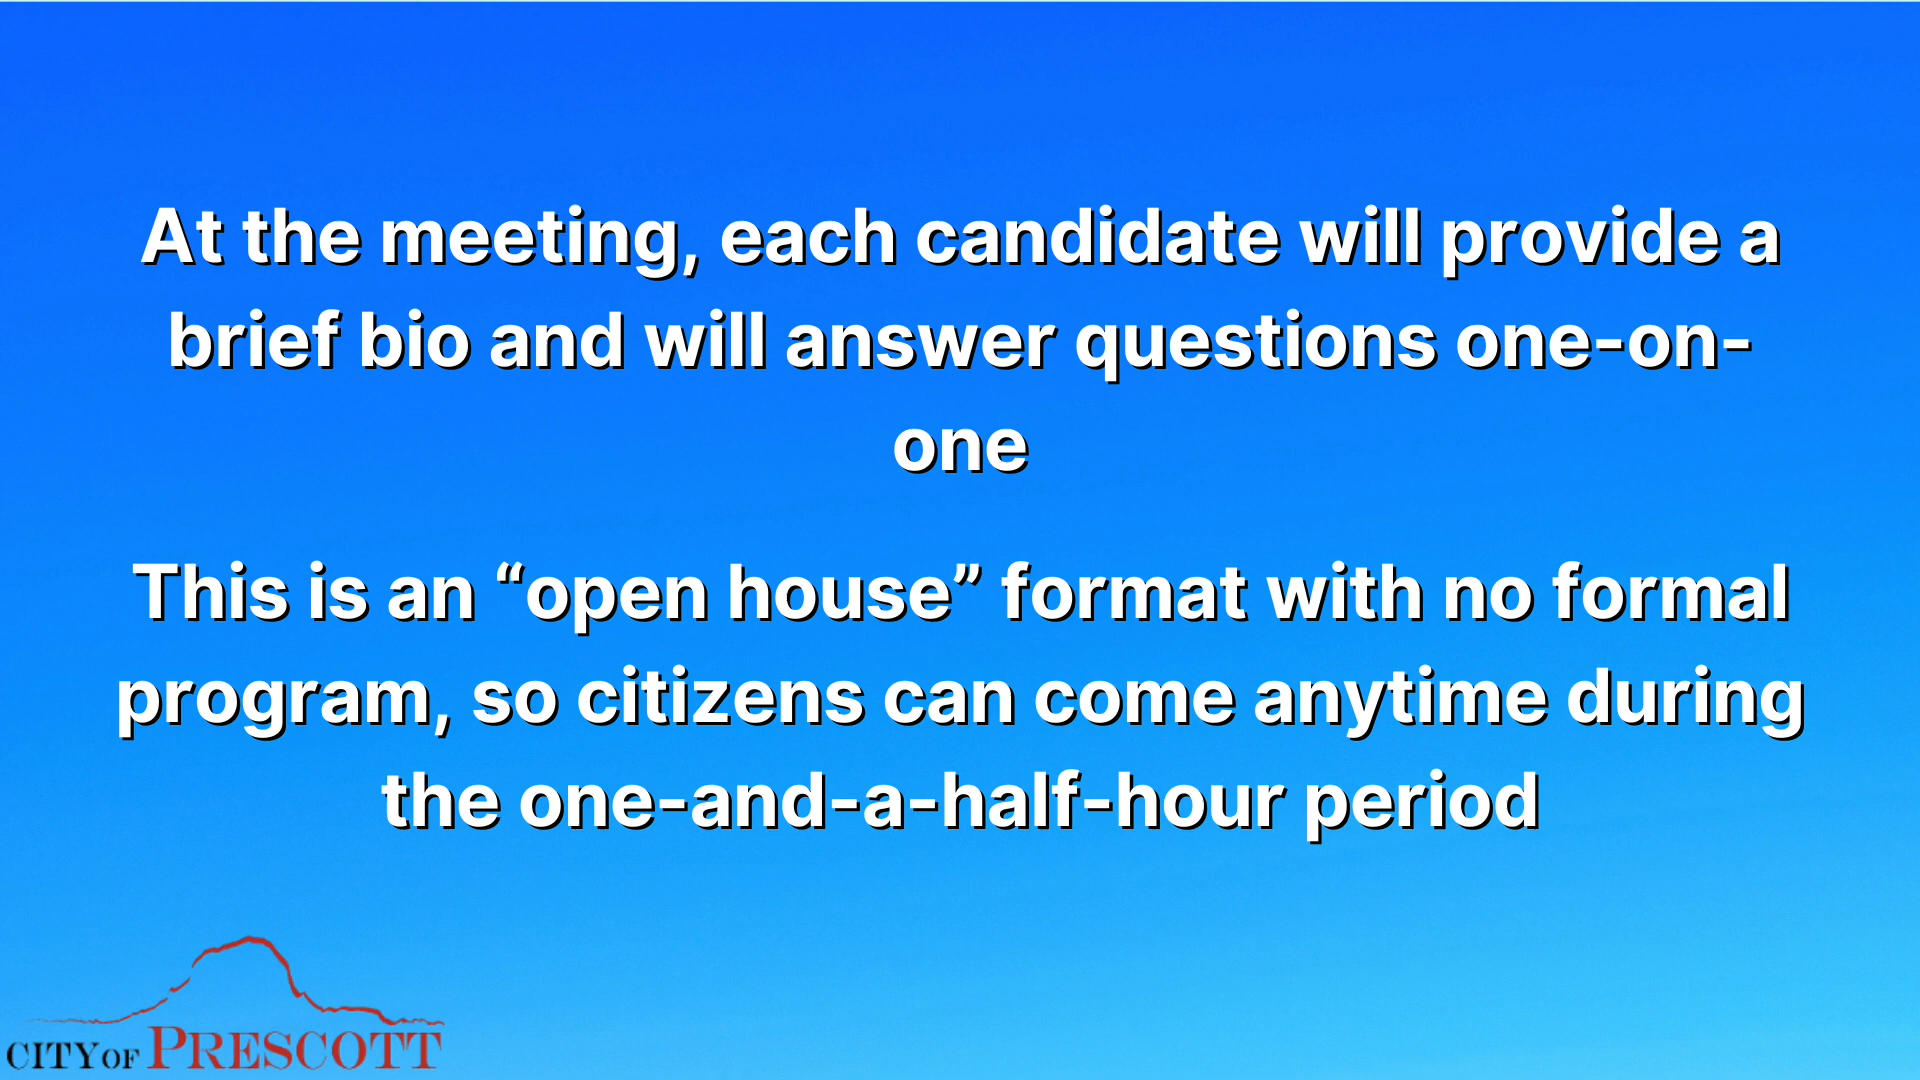 At the meeting, each candidate will provide a
brief bio and will answer questions one-on-
one
This is an “open house” format with no formal
program, so citizens can come anytime during
the one-and-a-half-hour period
CITY OF PRESCOTT